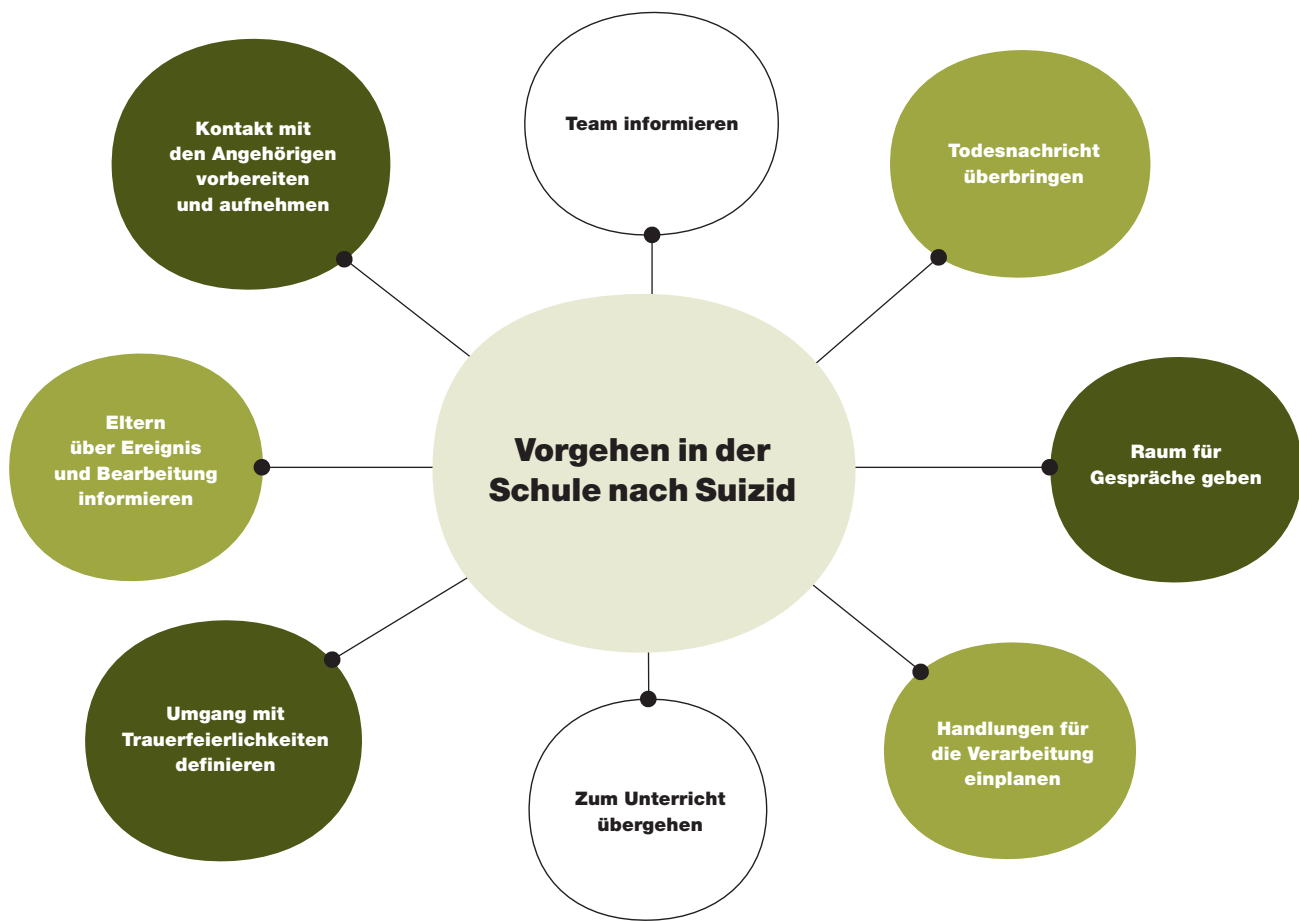 Team informieren
Kontakt mit
den Angehörigen
vorbereiten
und aufnehmen
Todesnachricht
überbringen
Eltern
über Ereignis
und Bearbeitung
informieren
Vorgehen in der
Schule nach Suizid
Raum für
Gespräche geben
Umgang mit
Trauerfeierlichkeiten
definieren
Zum Unterricht
übergehen
Handlungen für
die Verarbeitung
einplanen